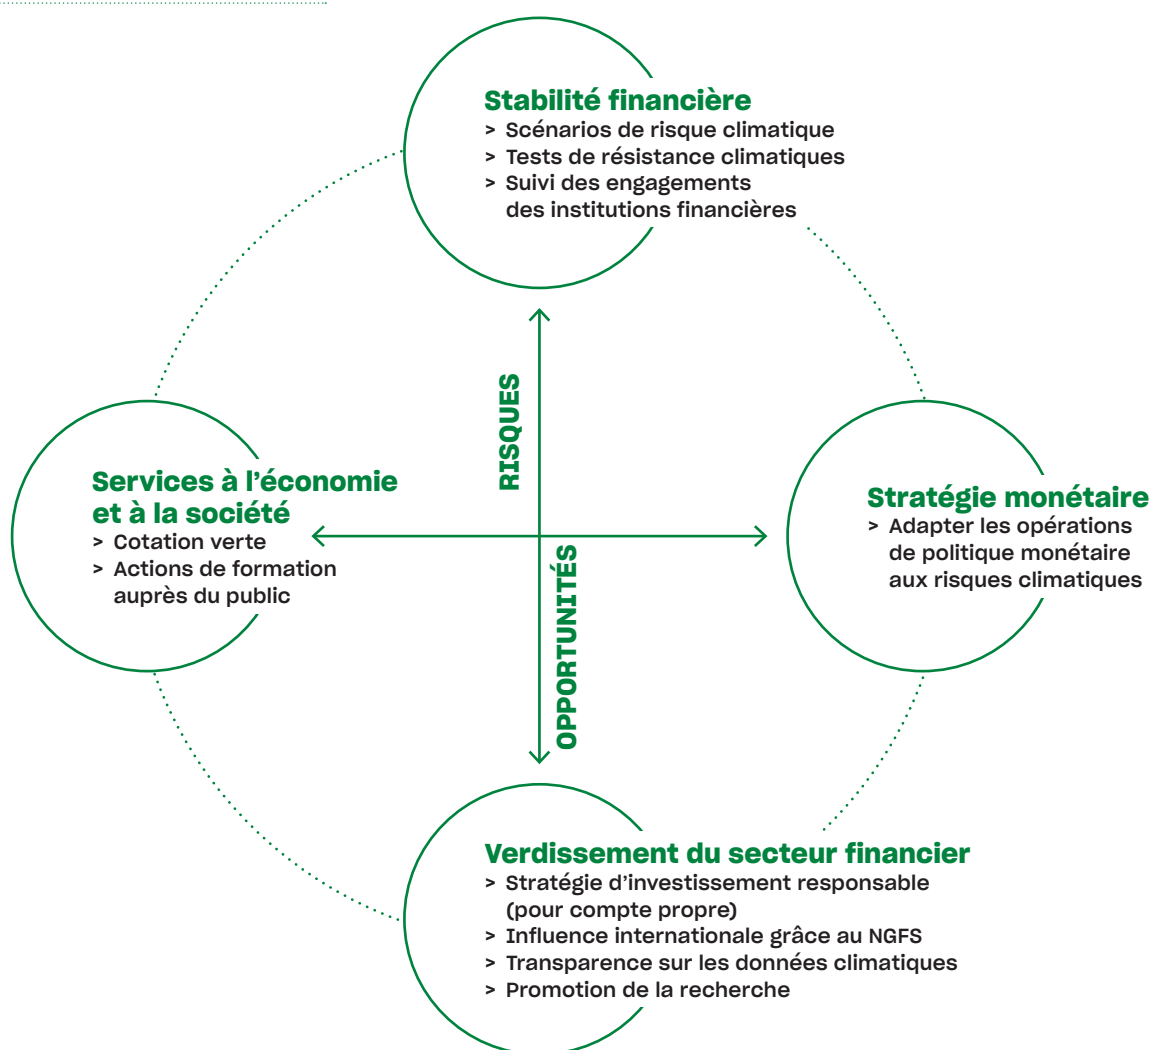 Stabilité financière
> Scénarios de risque climatique
> Tests de résistance climatiques
> Suivi des engagements
des institutions financières
RISQUES
Services à l’économie
et à la société
> Cotation verte
> Actions de formation
auprès du public
Stratégie monétaire
> Adapter les opérations
de politique monétaire
aux risques climatiques
OPPORTUNITÉS
Verdissement du secteur financier
> Stratégie d’investissement responsable
(pour compte propre)
> Influence internationale grâce au NGFS
> Transparence sur les données climatiques
> Promotion de la recherche